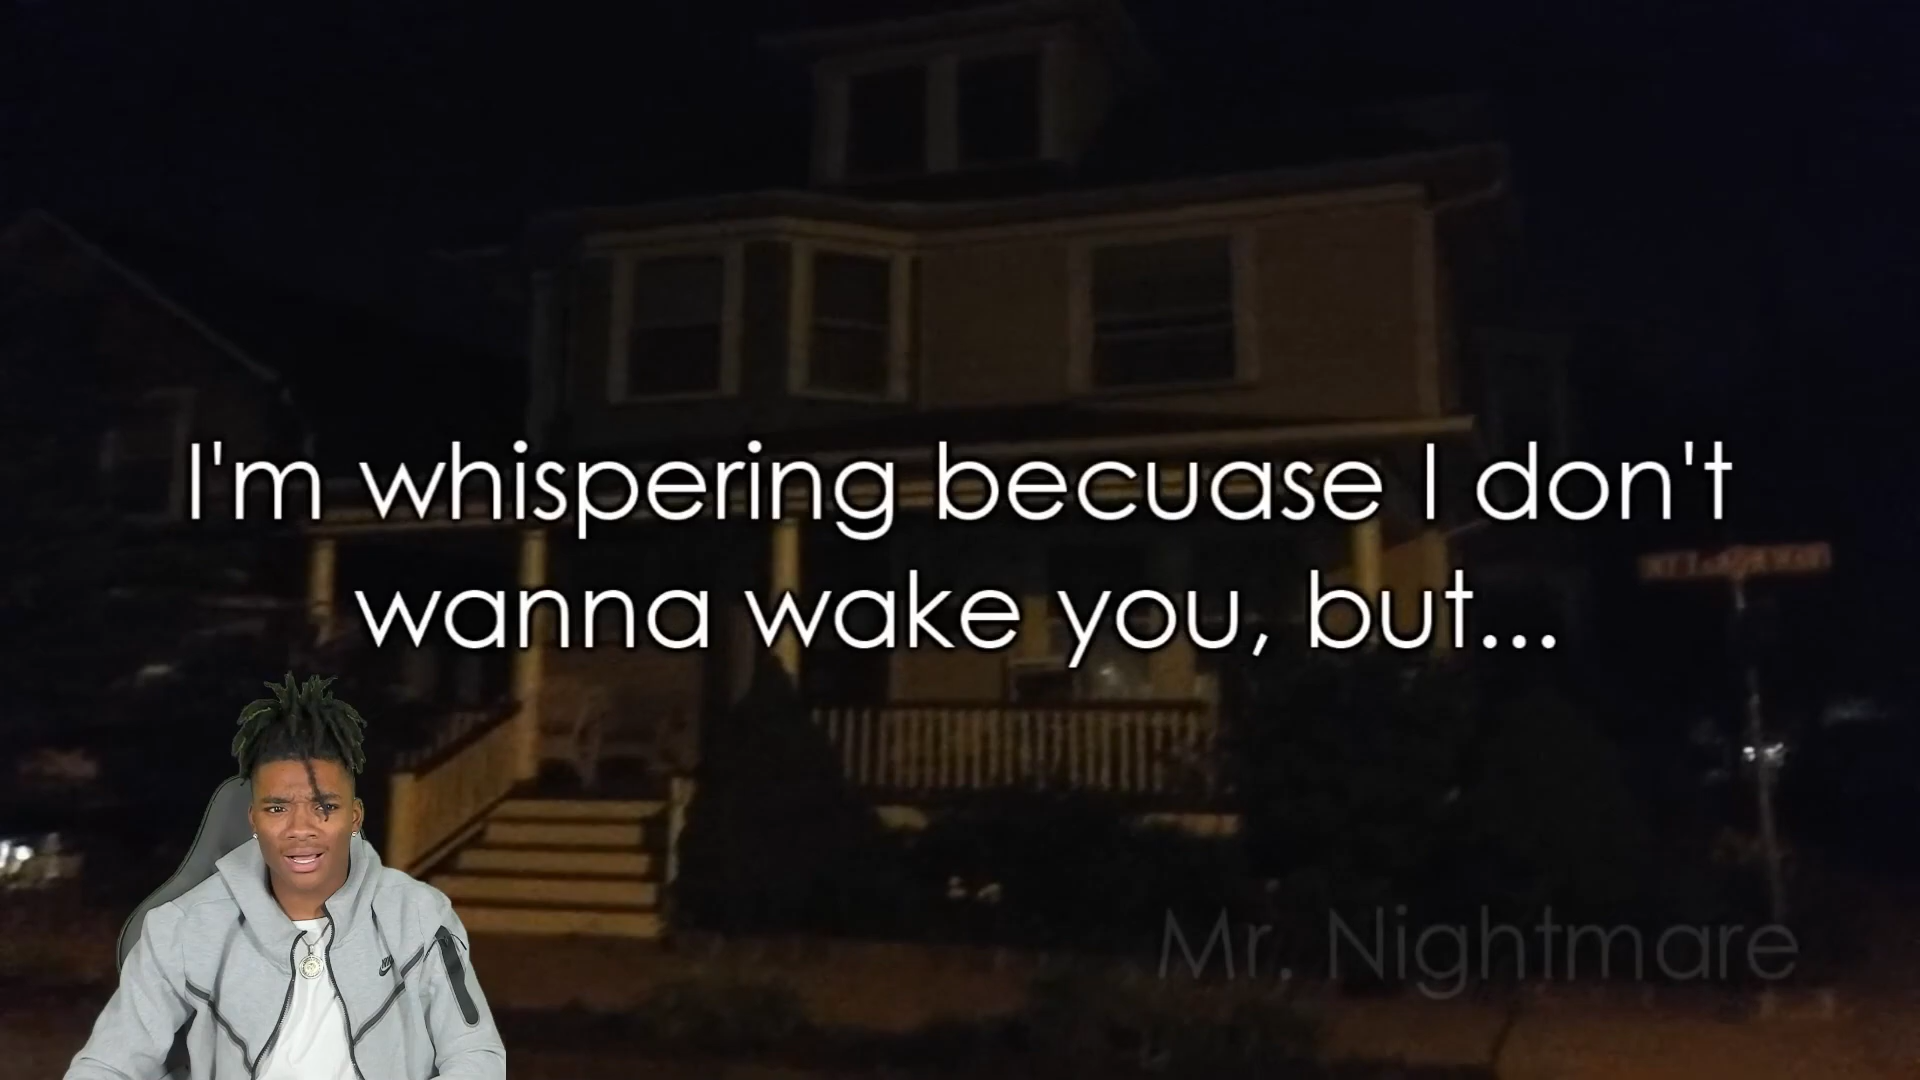 I'm whispering becuase I don't
wanna wake you, but...
Mr. Nightmare